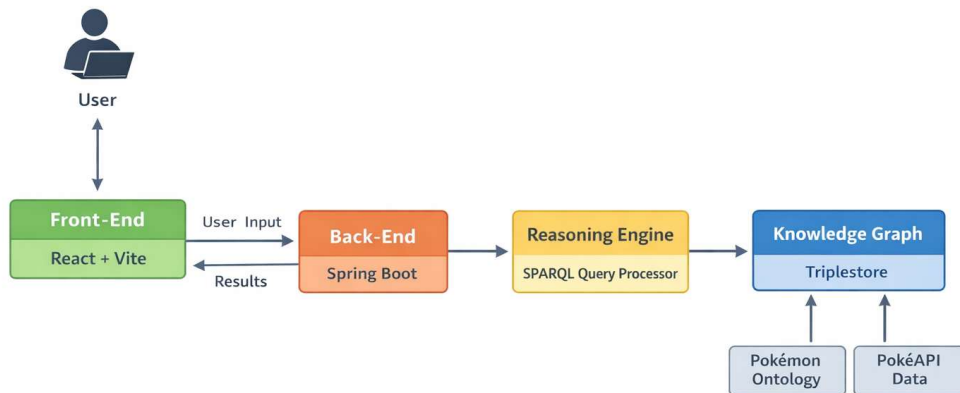 User
Front-End
React + Vite
User Input
Results
Back-End
Spring Boot
Reasoning Engine
SPARQL Query Processor
Knowledge Graph
Triplestore
Pokémon
Ontology
PokéAPI
Data